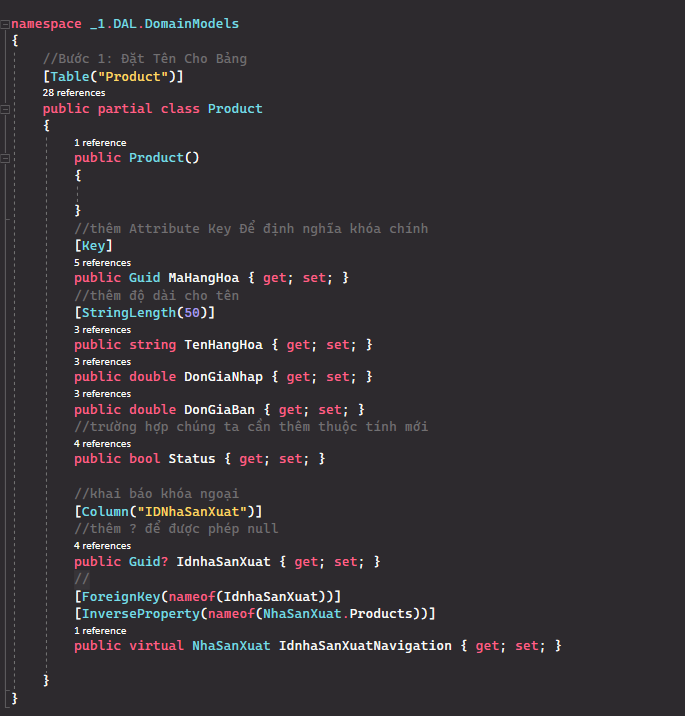 namespace _1.DAL.DomainModels
{
//Bước 1: Đặt Tên Cho Bảng
[Table("Product")]
28 references
public partial class Product
{
1 reference
public Product()
{
}
//thêm Attribute Key Để định nghĩa khóa chính
[Key]
5 references
public Guid MaHangHoa { get; set; }
//thêm độ dài cho tên
[StringLength(50)]
3 references
public string TenHangHoa { get; set; }
3 references
public double DonGiaNhap { get; set; }
3 references
public double DonGiaBan { get; set; }
//trường hợp chúng ta cần thêm thuộc tính mới
4 references
public bool Status { get; set; }
//khai báo khóa ngoại
[Column("IDNhaSanXuat")]
//thêm ? để được phép null
4 references
public Guid? IdnhaSanXuat { get; set; }
//
[ForeignKey(nameof(IdnhaSanXuat))]
[InverseProperty(nameof(NhaSanXuat.Products))]
1 reference
public virtual NhaSanXuat IdnhaSanXuatNavigation { get; set; }
}
}